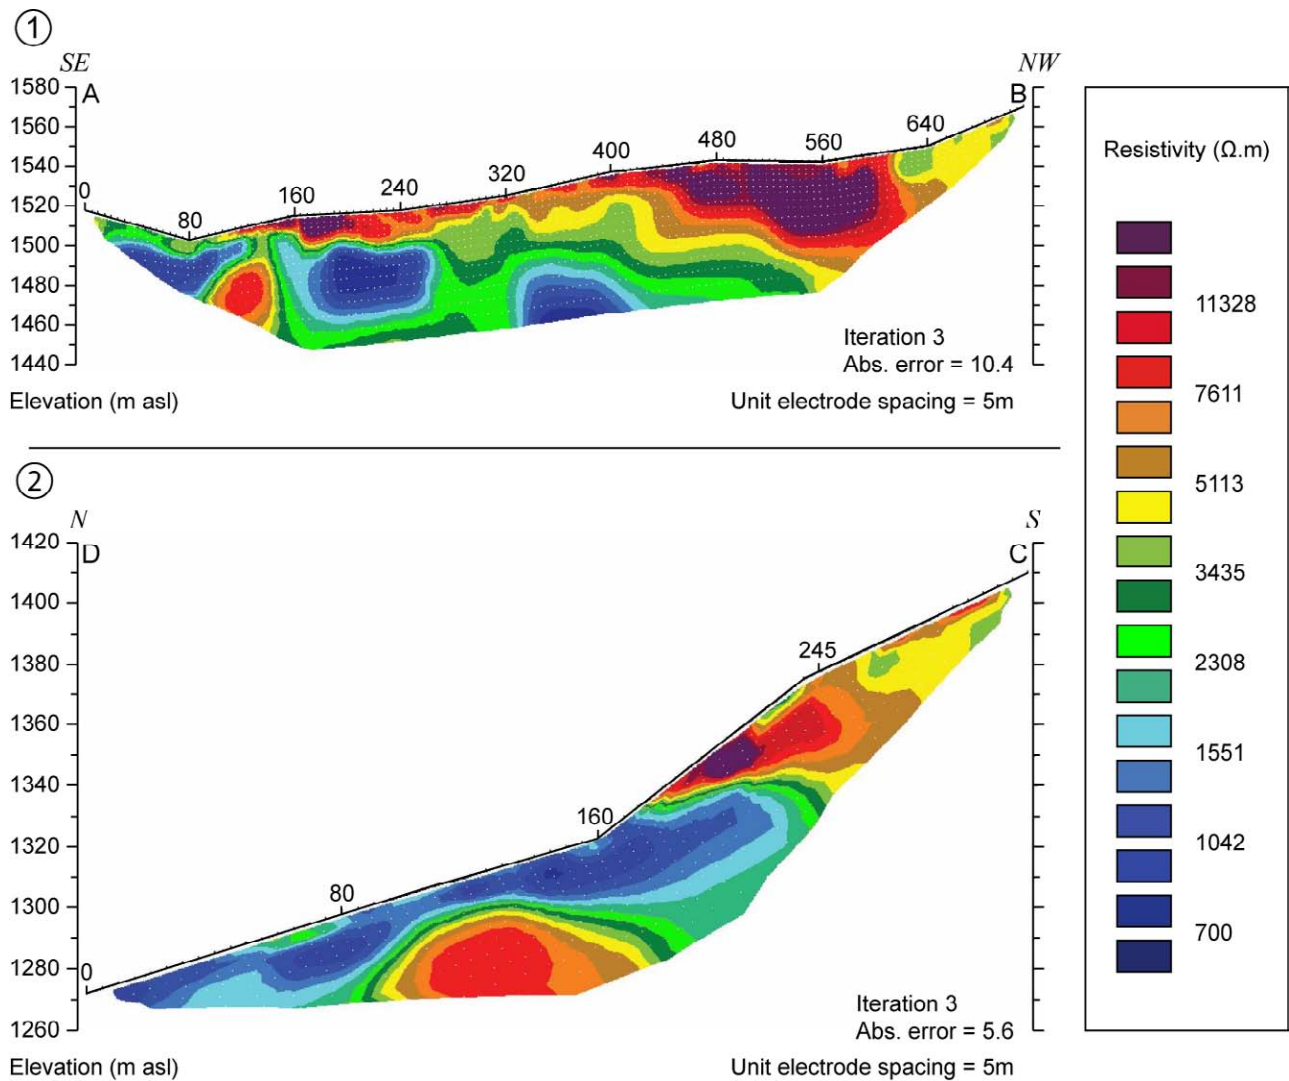 ①
SE
NW
1580
A
B
1560
1540
1520
1500
1480
1460
1440
0
80
160
240
320
400
480
560
640
Iteration 3
Abs. error = 10.4
Elevation (m asl)
Unit electrode spacing = 5m
②
N
S
1420
D
C
1400
1380
1360
1340
1320
1300
1280
1260
0
80
160
245
Iteration 3
Abs. error = 5.6
Elevation (m asl)
Unit electrode spacing = 5m
Resistivity (Ω.m)
11328
7611
5113
3435
2308
1551
1042
700